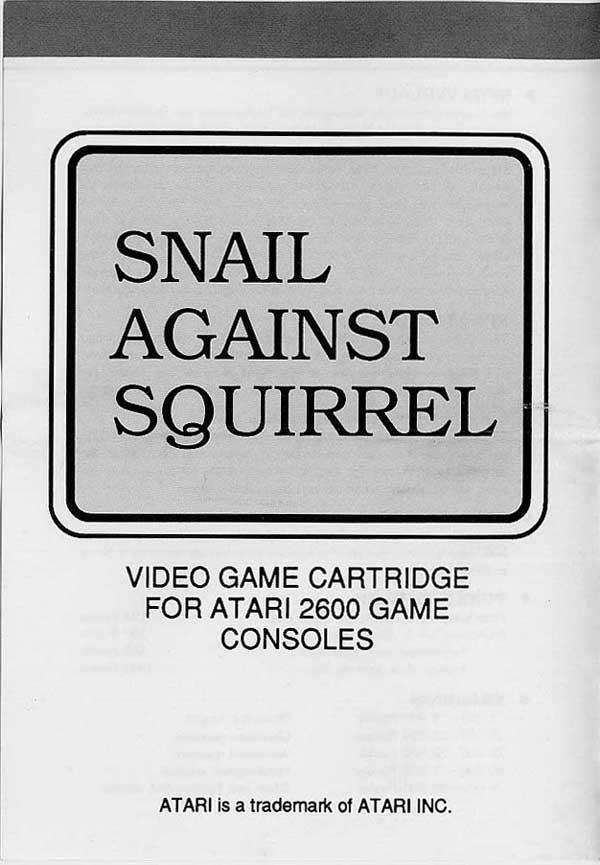 SNAIL
AGAINST
SQUIRREL
VIDEO GAME CARTRIDGE
FOR ATARI 2600 GAME
CONSOLES
ATARI is a trademark of ATARI INC.